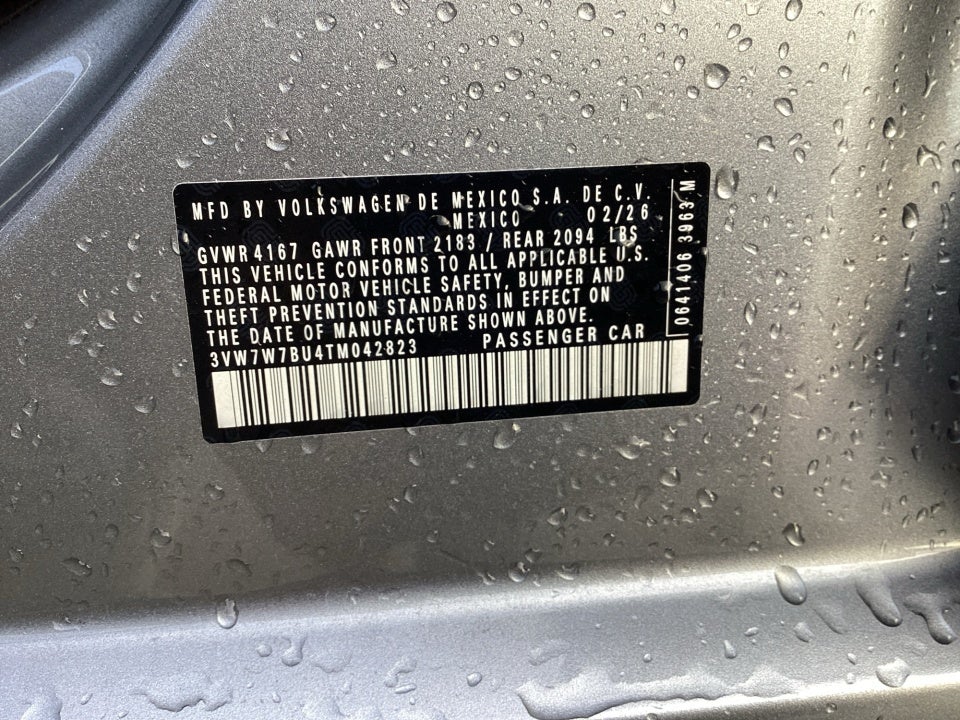 MFD BY VOLKSWAGEN DE MEXICO S.A. DE C.V.
MEXICO 02/26
GVWR 4167 GAWR FRONT 2183 / REAR 2094 LBS
THIS VEHICLE CONFORMS TO ALL APPLICABLE U.S.
FEDERAL MOTOR VEHICLE SAFETY, BUMPER AND
THEFT PREVENTION STANDARDS IN EFFECT ON
THE DATE OF MANUFACTURE SHOWN ABOVE.
3VW7W7BU4TM042823 PASSENGER CAR
0641406 3963 M